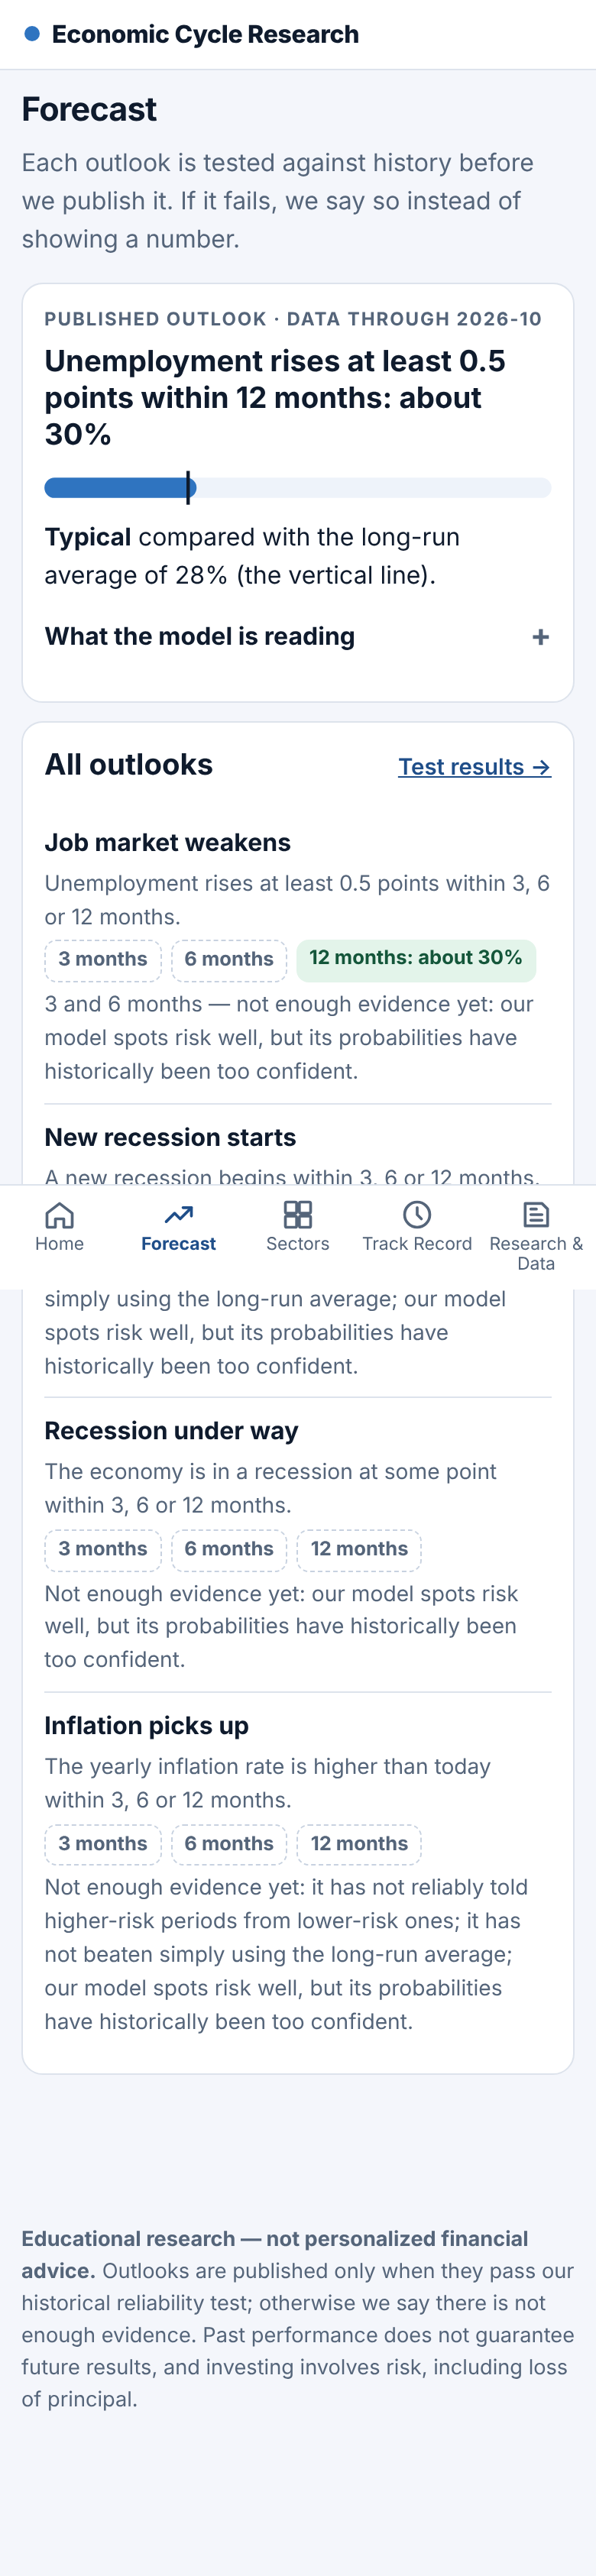 Economic Cycle Research
Forecast
Each outlook is tested against history before
we publish it. If it fails, we say so instead of
showing a number.
PUBLISHED OUTLOOK · DATA THROUGH 2026-10
Unemployment rises at least 0.5
points within 12 months: about
30%
Typical compared with the long-run
average of 28% (the vertical line).
What the model is reading +
All outlooks Test results →
Job market weakens
Unemployment rises at least 0.5 points within 3, 6
or 12 months.
3 months 6 months 12 months: about 30%
3 and 6 months — not enough evidence yet: our
model spots risk well, but its probabilities have
historically been too confident.
New recession starts
A new recession begins within 3, 6 or 12 months.
Home Forecast Sectors Track Record Research &
Data
simply using the long-run average; our model
spots risk well, but its probabilities have
historically been too confident.
Recession under way
The economy is in a recession at some point
within 3, 6 or 12 months.
3 months 6 months 12 months
Not enough evidence yet: our model spots risk
well, but its probabilities have historically been
too confident.
Inflation picks up
The yearly inflation rate is higher than today
within 3, 6 or 12 months.
3 months 6 months 12 months
Not enough evidence yet: it has not reliably told
higher-risk periods from lower-risk ones; it has
not beaten simply using the long-run average;
our model spots risk well, but its probabilities
have historically been too confident.
Educational research — not personalized financial
advice. Outlooks are published only when they pass our
historical reliability test; otherwise we say there is not
enough evidence. Past performance does not guarantee
future results, and investing involves risk, including loss
of principal.